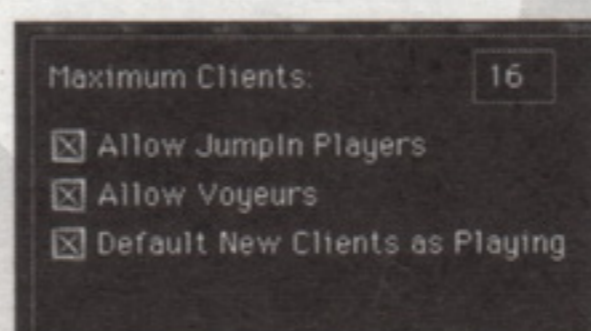 Maximum Clients: 16
Allow JumpIn Players
Allow Voyeurs
Default New Clients as Playing